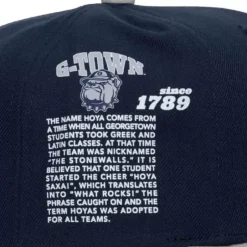 G-TOWN
since
1789
THE NAME HOYA COMES FROM
A TIME WHEN ALL GEORGETOWN
STUDENTS TOOK GREEK AND
LATIN CLASSES. AT THAT TIME
THE TEAM WAS NICKNAMED
"THE STONEWALLS." IT IS
BELIEVED THAT ONE STUDENT
STARTED THE CHEER "HOYA
SAXA!", WHICH TRANSLATES
INTO "WHAT ROCKS!" THE
PHRASE CAUGHT ON AND THE
TERM HOYAS WAS ADOPTED
FOR ALL TEAMS.